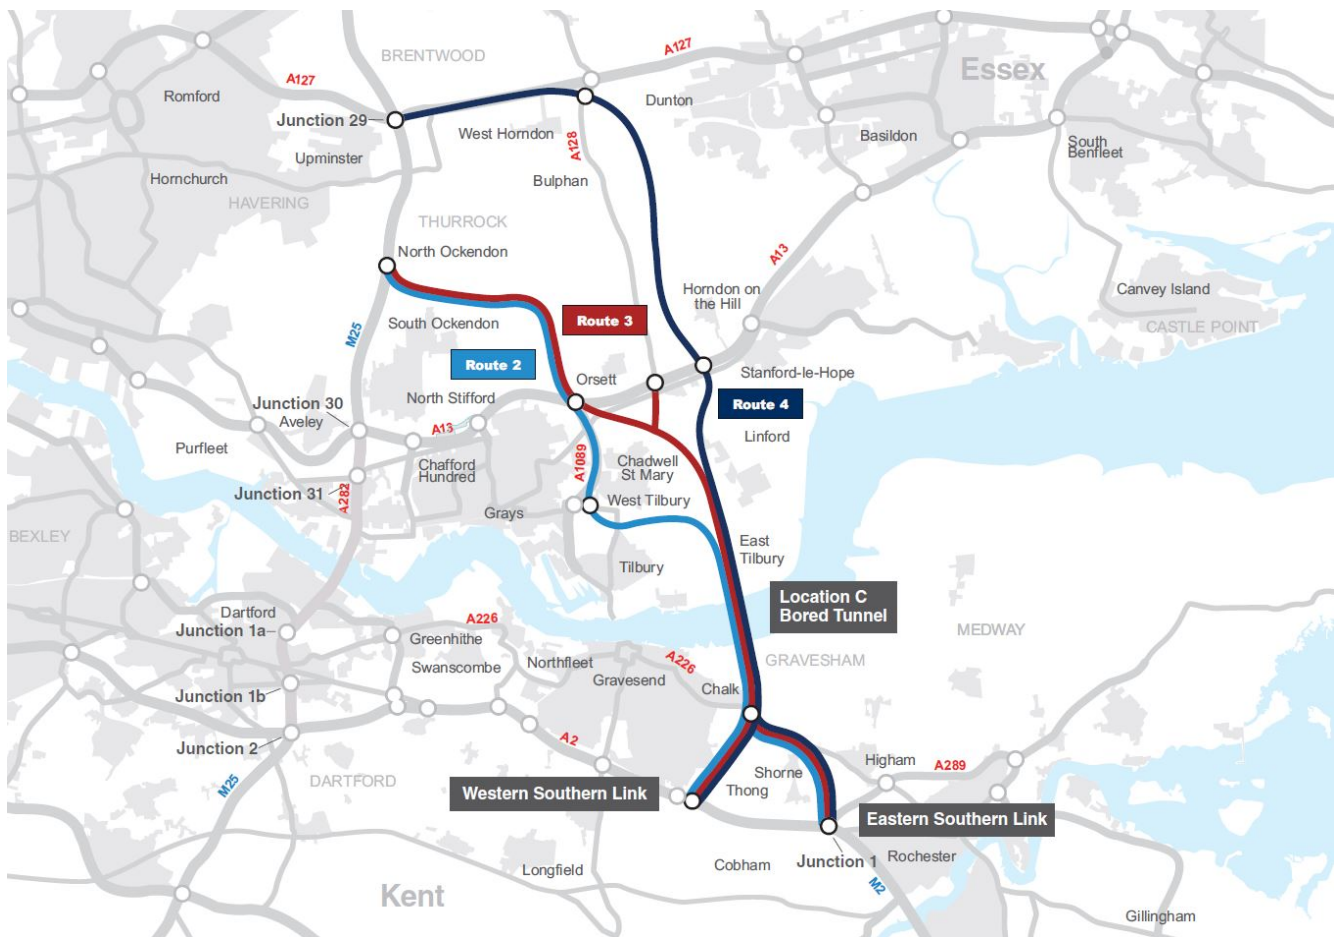 BRENTWOOD
A127
Essex
A127
Romford
Dunton
Junction 29
West Horndon
A128
Basildon
South
Benfleet
Upminster
Hornchurch
Bulphan
HAVERING
THURROCK
North Ockendon
A13
Horndon on
the Hill
Canvey Island
CASTLE POINT
M25
South Ockendon
Route 3
Route 2
Orsett
Stanford-le-Hope
North Stifford
Junction 30
Aveley
Route 4
A13
Linford
Purfleet
Chafford
Hundred
A1089
Chadwell
St Mary
Junction 31
A282
West Tilbury
Grays
BEXLEY
East
Tilbury
Tilbury
Location C
Bored Tunnel
Dartford
Junction 1a
A226
Greenhithe
MEDWAY
Swanscombe
Northfleet
A226
GRAVESHAM
Gravesend
Chalk
Junction 1b
Junction 2
A2
Higham
A289
M25
DARTFORD
Shorne
Thong
Western Southern Link
Eastern Southern Link
Junction 1
Rochester
Cobham
Longfield
M2
Kent
Gillingham